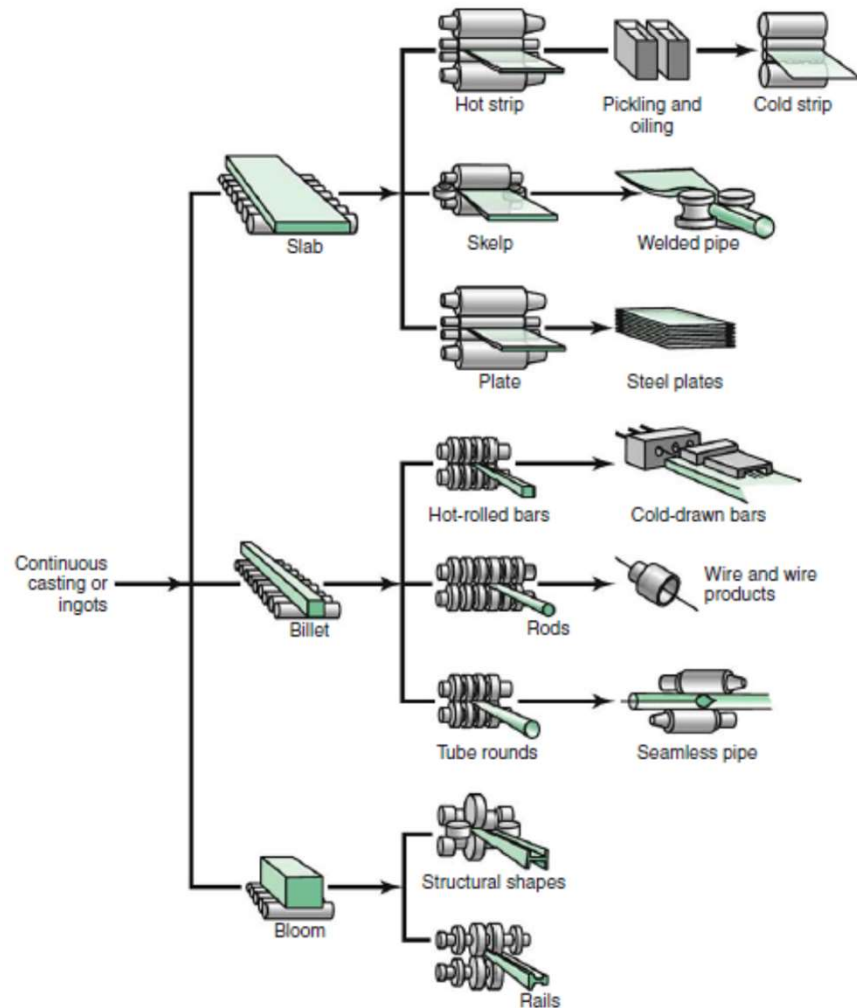 Hot strip
Pickling and
oiling
Cold strip
Slab
Skelp
Welded pipe
Plate
Steel plates
Hot-rolled bars
Cold-drawn bars
Continuous
casting or
ingots
Billet
Rods
Wire and wire
products
Tube rounds
Seamless pipe
Structural shapes
Bloom
Rails